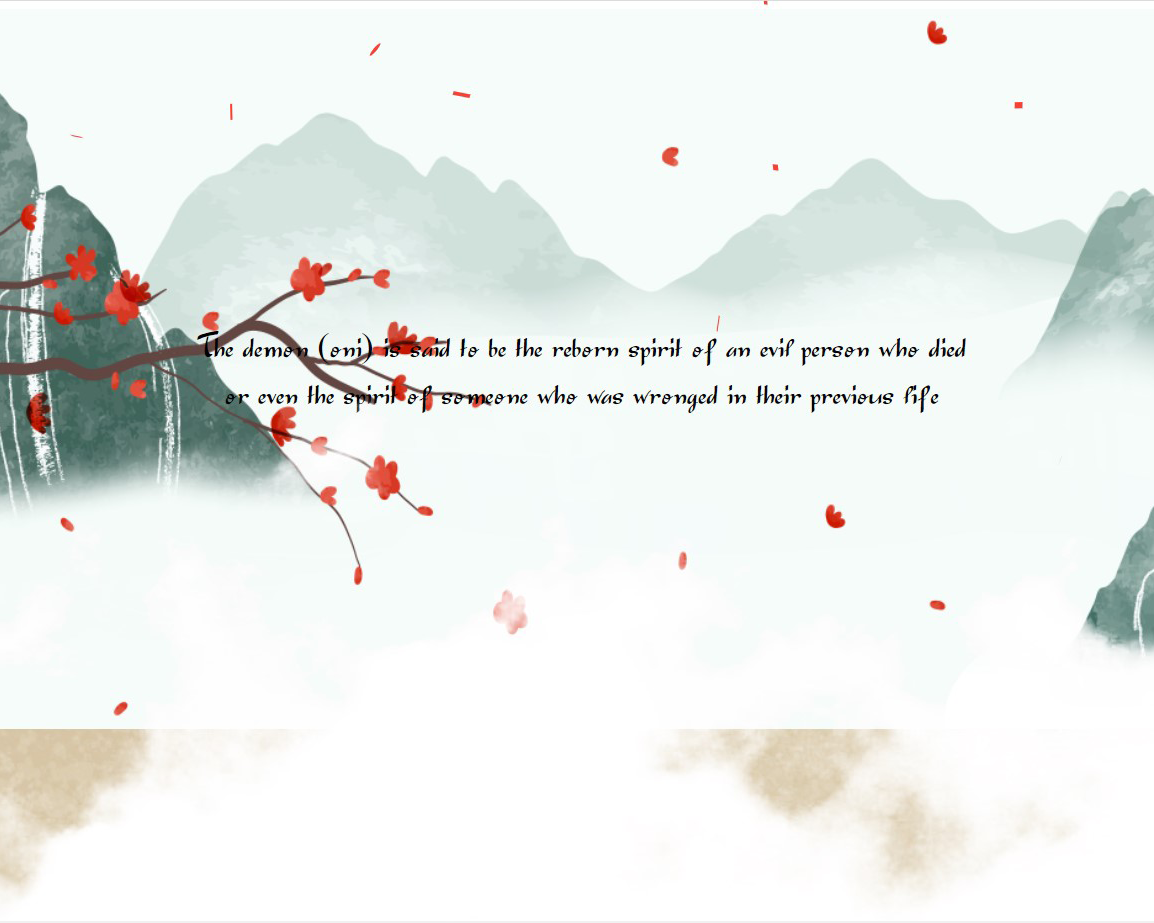 The demon (oni) is said to be the reborn spirit of an evil person who died
or even the spirit of someone who was wronged in their previous life